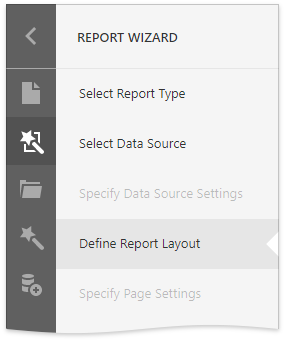 REPORT WIZARD
Select Report Type
Select Data Source
Specify Data Source Settings
Define Report Layout
Specify Page Settings